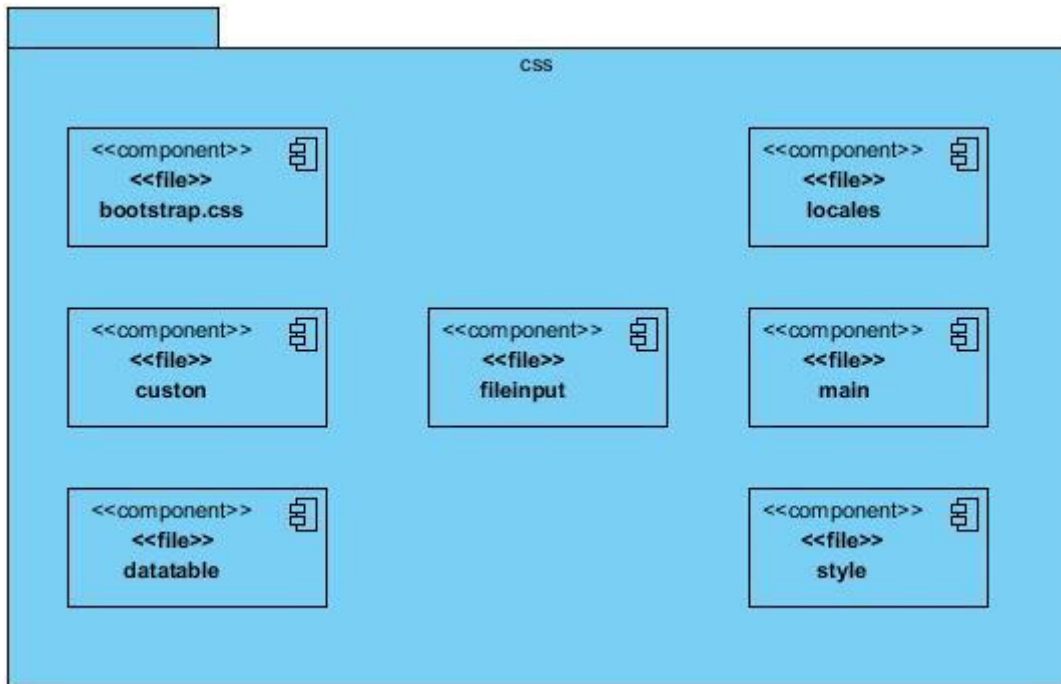 css
<<component>>
<<file>>
bootstrap.css
<<component>>
<<file>>
locales
<<component>>
<<file>>
custon
<<component>>
<<file>>
fileinput
<<component>>
<<file>>
main
<<component>>
<<file>>
datatable
<<component>>
<<file>>
style